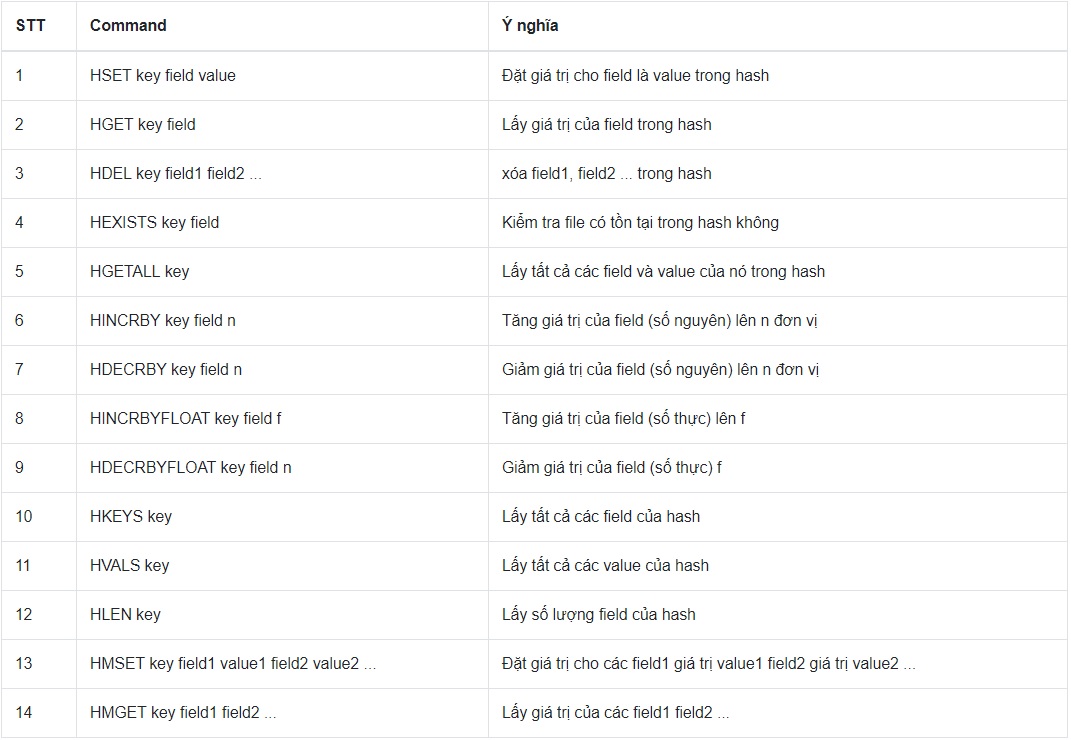 STT Command Ý nghĩa
1 HSET key field value Đặt giá trị cho field là value trong hash
2 HGET key field Lấy giá trị của field trong hash
3 HDEL key field1 field2 ... xóa field1, field2 ... trong hash
4 HEXISTS key field Kiểm tra file có tồn tại trong hash không
5 HGETALL key Lấy tất cả các field và value của nó trong hash
6 HINCRBY key field n Tăng giá trị của field (số nguyên) lên n đơn vị
7 HDECRBY key field n Giảm giá trị của field (số nguyên) lên n đơn vị
8 HINCRBYFLOAT key field f Tăng giá trị của field (số thực) lên f
9 HDECRBYFLOAT key field n Giảm giá trị của field (số thực) f
10 HKEYS key Lấy tất cả các field của hash
11 HVALS key Lấy tất cả các value của hash
12 HLEN key Lấy số lượng field của hash
13 HMSET key field1 value1 field2 value2 ... Đặt giá trị cho các field1 giá trị value1 field2 giá trị value2 ...
14 HMGET key field1 field2 ... Lấy giá trị của các field1 field2 ...